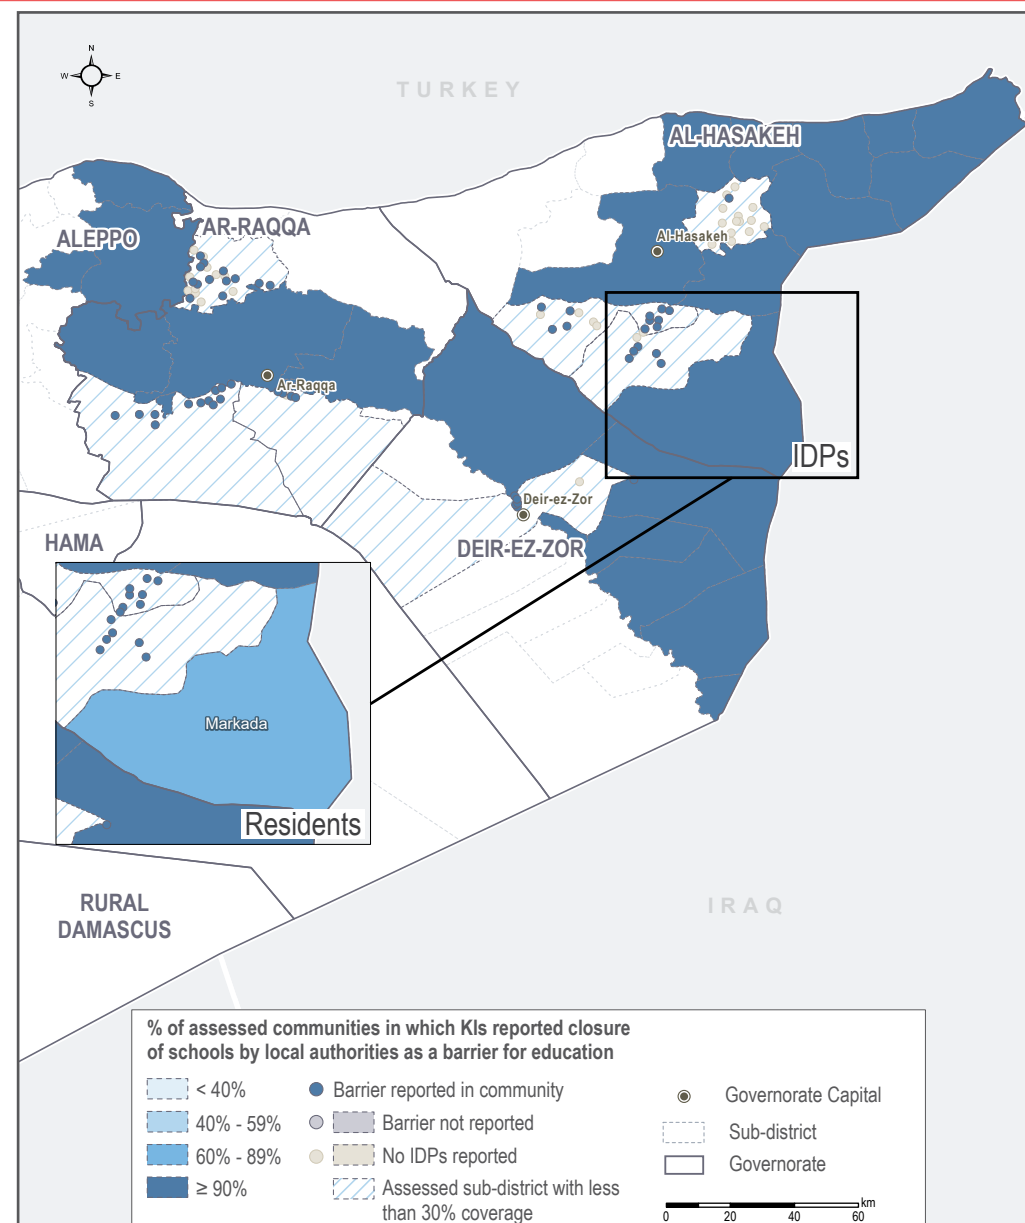 N
W E
S
TURKEY
AL-HASAKEH
AR-RAQQA
ALEPPO
Al-Hasakeh
Ar-Raqqa
IDPs
Deir-ez-Zor
HAMA
DEIR-EZ-ZOR
Markada
Residents
RURAL
DAMASCUS
IRAQ
% of assessed communities in which KIs reported closure
of schools by local authorities as a barrier for education
< 40%
40% - 59%
60% - 89%
≥ 90%
Barrier reported in community
Barrier not reported
No IDPs reported
Assessed sub-district with less
than 30% coverage
Governorate Capital
Sub-district
Governorate
km
0 20 40 60